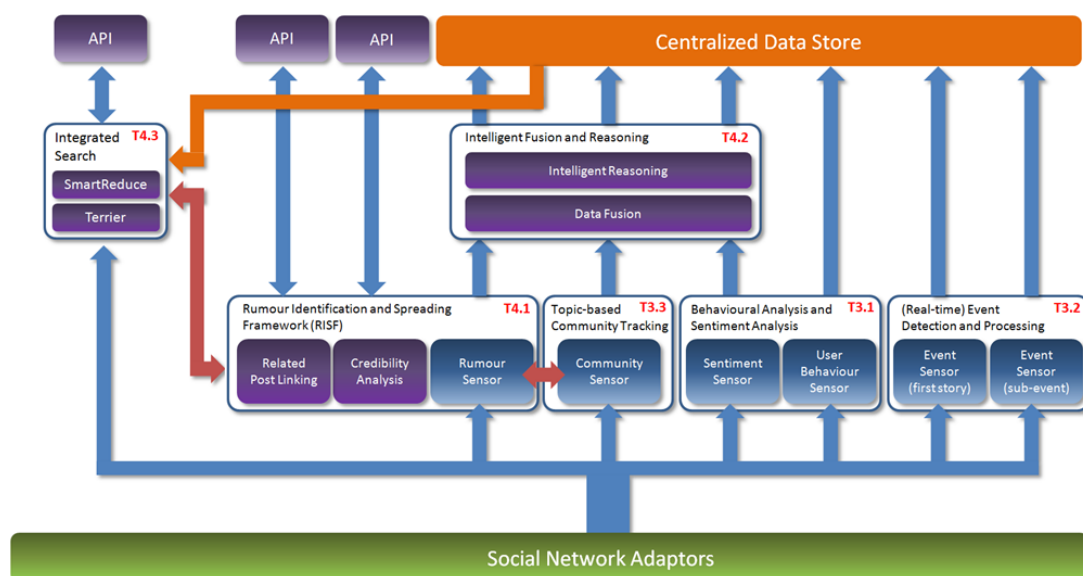 API
API
API
Centralized Data Store
Integrated
Search
T4.3
SmartReduce
Terrier
Intelligent Fusion and Reasoning
T4.2
Intelligent Reasoning
Data Fusion
Rumour Identification and Spreading
Framework (RISF)
T4.1
Related
Post Linking
Credibility
Analysis
Rumour
Sensor
Topic-based
Community Tracking
T3.3
Community
Sensor
Behavioural Analysis and
Sentiment Analysis
T3.1
Sentiment
Sensor
User
Behaviour
Sensor
(Real-time) Event
Detection and Processing
T3.2
Event
Sensor
(first story)
Event
Sensor
(sub-event)
Social Network Adaptors